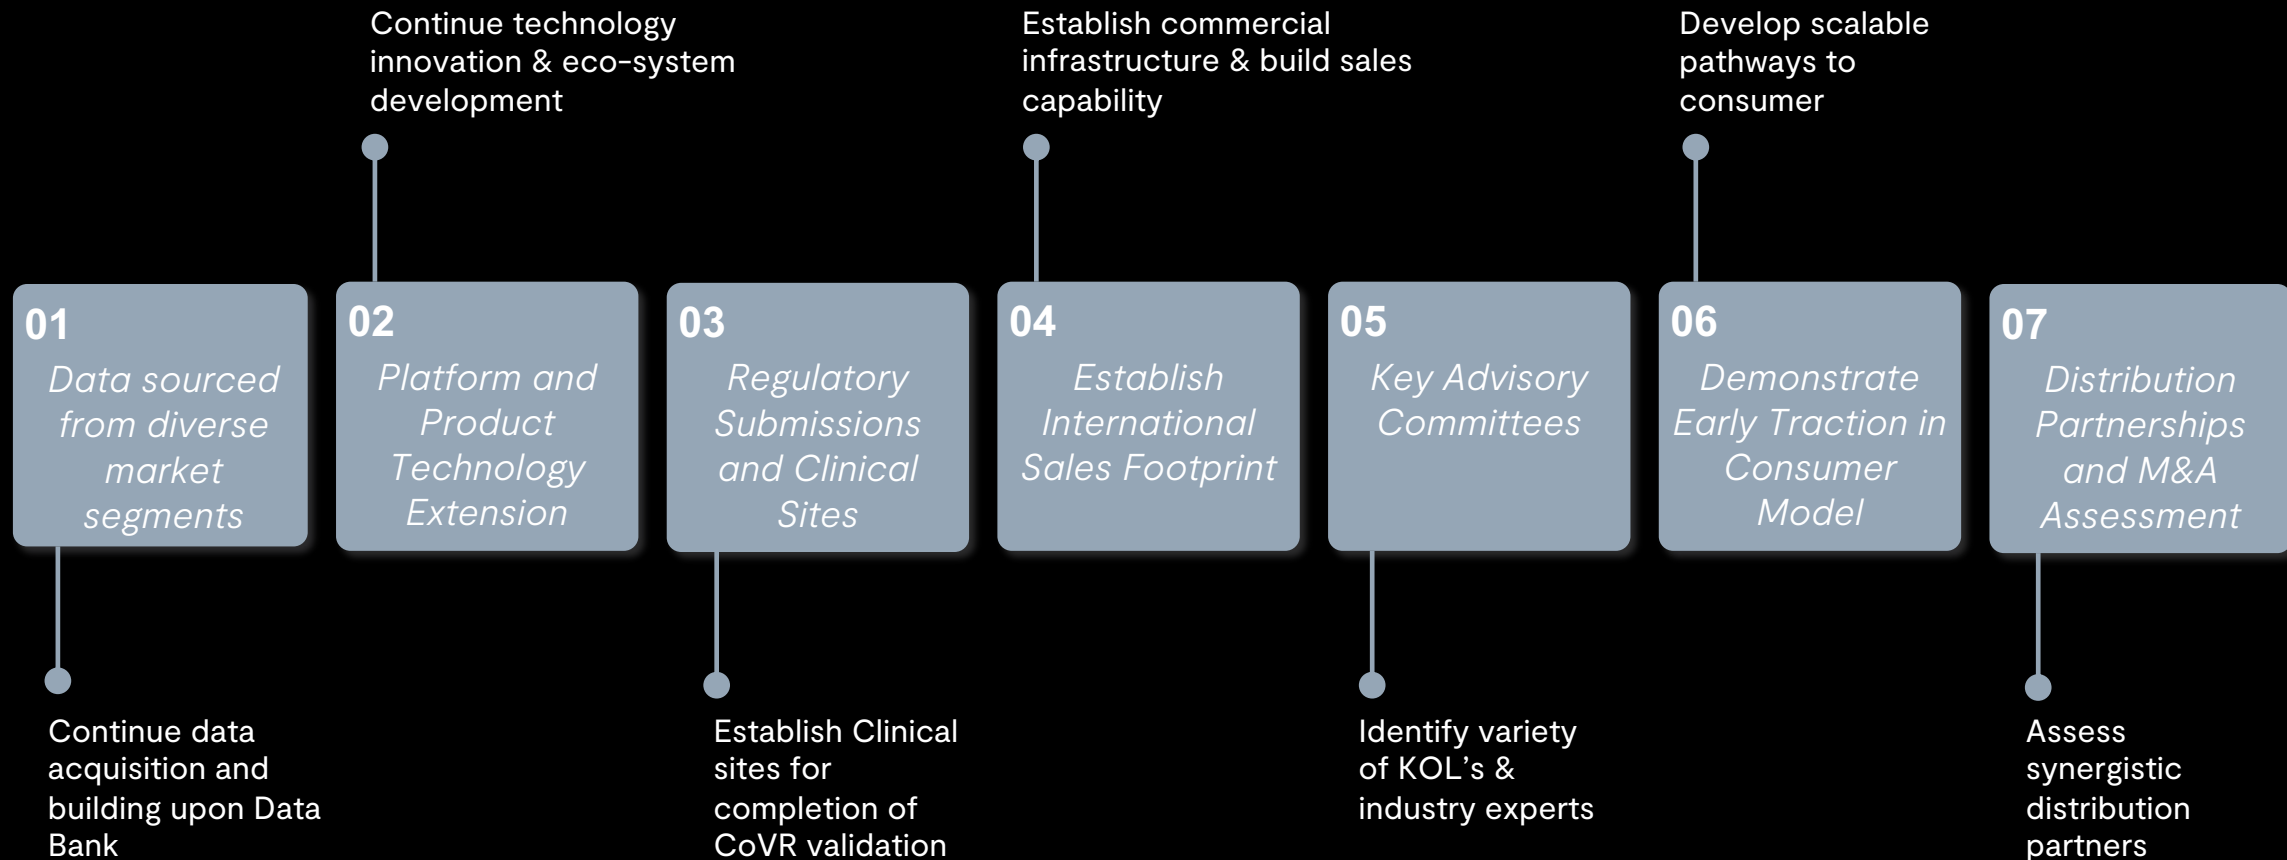 Continue technology
innovation & eco-system
development
Establish commercial
infrastructure & build sales
capability
Develop scalable
pathways to
consumer
01
Data sourced
from diverse
market
segments
02
Platform and
Product
Technology
Extension
03
Regulatory
Submissions
and Clinical
Sites
04
Establish
International
Sales Footprint
05
Key Advisory
Committees
06
Demonstrate
Early Traction in
Consumer
Model
07
Distribution
Partnerships
and M&A
Assessment
Continue data
acquisition and
building upon Data
Bank
Establish Clinical
sites for
completion of
CoVR validation
Identify variety
of KOL’s &
industry experts
Assess
synergistic
distribution
partners